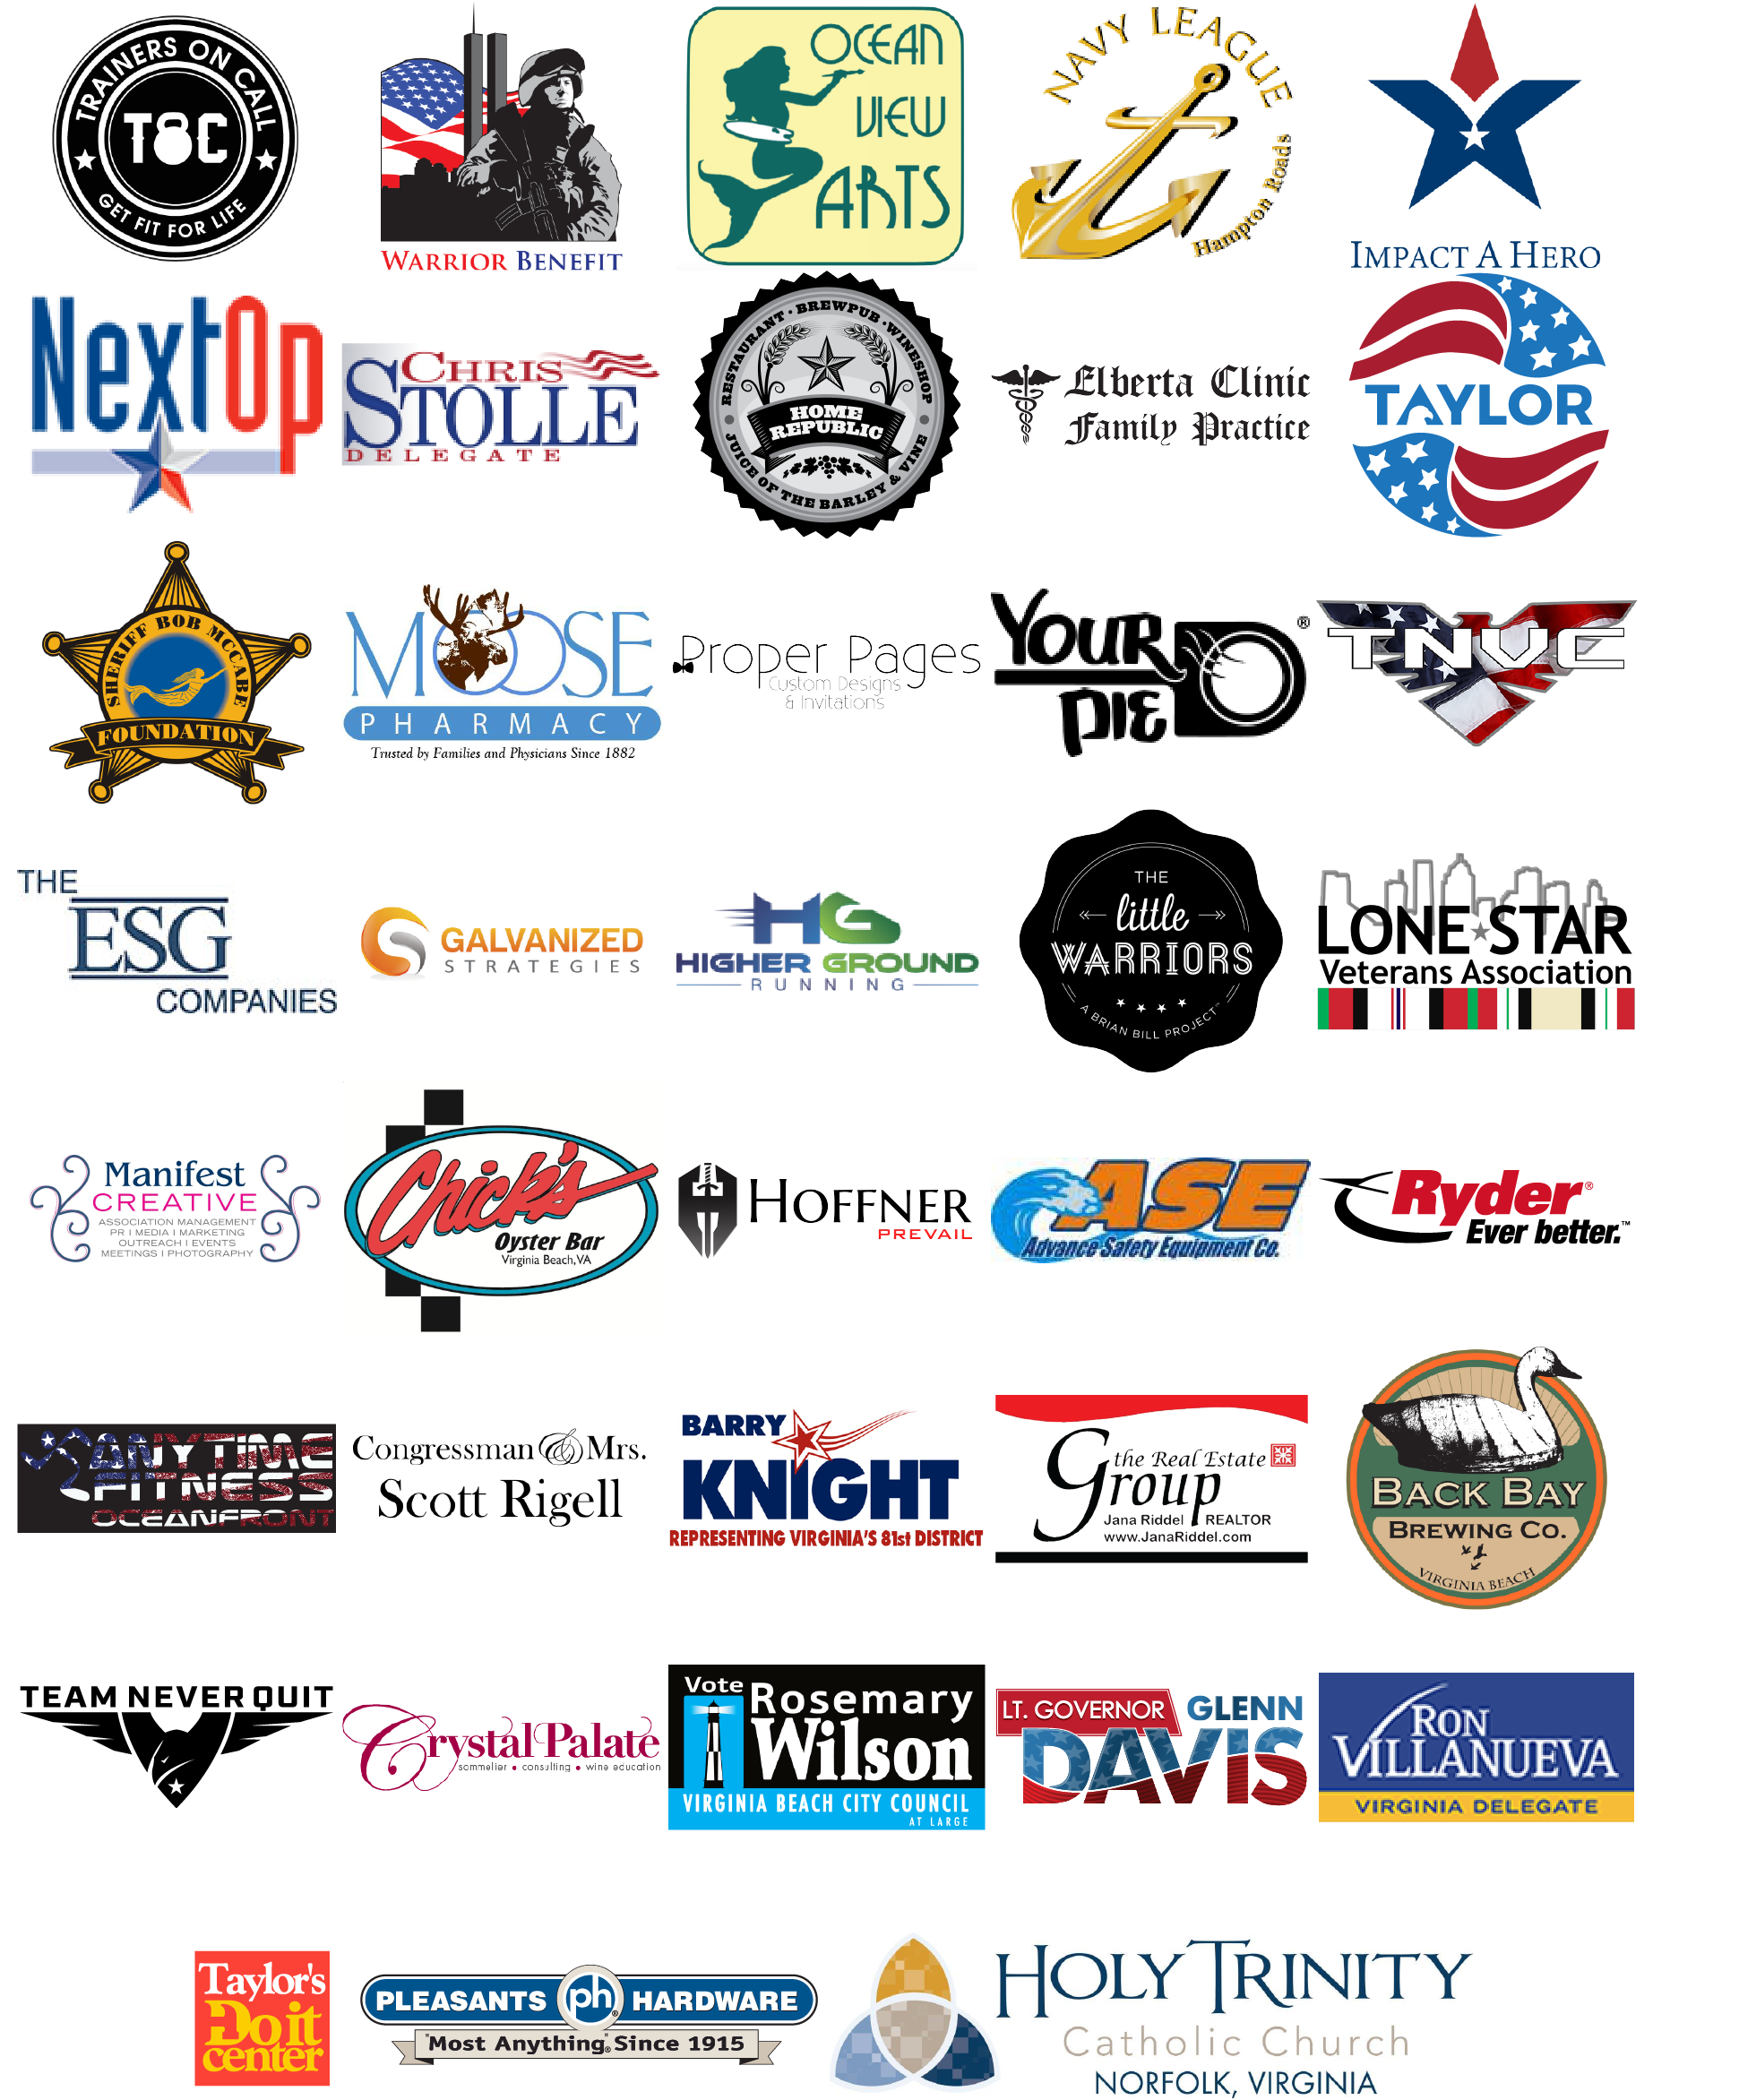 TRAINERS ON CALL
TOC
GET FIT FOR LIFE
WARRIOR BENEFIT
OCEAN
VIEW
ARTS
NAVY LEAGUE
Hampton Roads
IMPACT A HERO
NextOp
CHRIS
STOLLE
DELEGATE
RESTAURANT · BREWPUB · WINESHOP
HOME
REPUBLIC
JUICE OF THE BARLEY & VINE
Elberta Clinic
Family Practice
TAYLOR
SHERIFF BOB MCCABE
FOUNDATION
MOOSE
PHARMACY
Trusted by Families and Physicians Since 1882
Proper Pages
Custom Designs
& Invitations
YOUR
PIE ®
TNVC
THE
ESG
COMPANIES
GALVANIZED
STRATEGIES
HG
HIGHER GROUND
RUNNING
THE
little
WARRIORS
A BRIAN BILL PROJECT™
LONE STAR
Veterans Association
Manifest
CREATIVE
ASSOCIATION MANAGEMENT
PR | MEDIA | MARKETING
OUTREACH | EVENTS
MEETINGS | PHOTOGRAPHY
Chick's
Oyster Bar
Virginia Beach, VA
HOFFNER
PREVAIL
ASE
Advance Safety Equipment Co.
Ryder®
Ever better.™
ANYTIME
FITNESS
OCEANFRONT
Congressman & Mrs.
Scott Rigell
BARRY
KNIGHT
REPRESENTING VIRGINIA'S 81st DISTRICT
the Real Estate
Group
Jana Riddel REALTOR
www.JanaRiddel.com
BACK BAY
BREWING CO.
VIRGINIA BEACH
TEAM NEVER QUIT
Crystal Palate
sommelier • consulting • wine education
Vote
Rosemary
Wilson
VIRGINIA BEACH CITY COUNCIL
AT LARGE
LT. GOVERNOR GLENN
DAVIS
RON
VILLANUEVA
VIRGINIA DELEGATE
Taylor's
Do it
center
PLEASANTS ph® HARDWARE
"Most Anything"® Since 1915
HOLY TRINITY
Catholic Church
NORFOLK, VIRGINIA